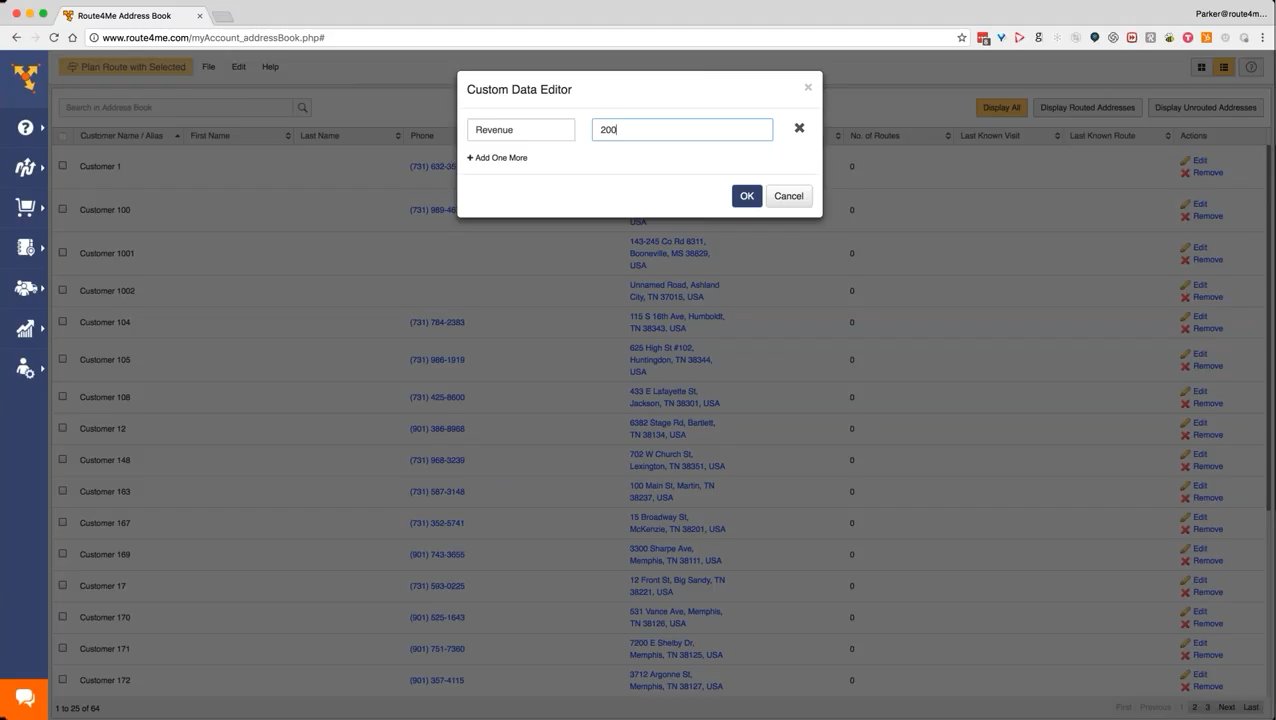 Route4Me Address Book
Parker@route4m...
www.route4me.com/myAccount_addressBook.php#
Plan Route with Selected
File
Edit
Help
Search in Address Book
Display All
Display Routed Addresses
Display Unrouted Addresses
Customer Name / Alias
First Name
Last Name
Phone
No. of Routes
Last Known Visit
Last Known Route
Actions
Custom Data Editor
×
Revenue
200
Add One More
OK
Cancel
Customer 1
(731) 632-35
0
Edit
Remove
Customer 100
(731) 989-46
USA
0
Edit
Remove
Customer 1001
143-245 Co Rd 8311,
Booneville, MS 38829,
USA
0
Edit
Remove
Customer 1002
Unnamed Road, Ashland
City, TN 37015, USA
0
Edit
Remove
Customer 104
(731) 784-2383
115 S 16th Ave, Humboldt,
TN 38343, USA
0
Edit
Remove
Customer 105
(731) 986-1919
625 High St #102,
Huntingdon, TN 38344,
USA
0
Edit
Remove
Customer 108
(731) 425-8600
433 E Lafayette St,
Jackson, TN 38301, USA
0
Edit
Remove
Customer 12
(901) 386-8968
6382 Stage Rd, Bartlett,
TN 38134, USA
0
Edit
Remove
Customer 148
(731) 968-3239
702 W Church St,
Lexington, TN 38351, USA
0
Edit
Remove
Customer 163
(731) 587-3148
100 Main St, Martin, TN
38237, USA
0
Edit
Remove
Customer 167
(731) 352-5741
15 Broadway St,
McKenzie, TN 38201, USA
0
Edit
Remove
Customer 169
(901) 743-3655
3300 Sharpe Ave,
Memphis, TN 38111, USA
0
Edit
Remove
Customer 17
(731) 593-0225
12 Front St, Big Sandy, TN
38221, USA
0
Edit
Remove
Customer 170
(901) 525-1643
531 Vance Ave, Memphis,
TN 38126, USA
0
Edit
Remove
Customer 171
(901) 751-7360
7200 E Shelby Dr,
Memphis, TN 38125, USA
0
Edit
Remove
Customer 172
(901) 357-4115
3712 Argonne St,
Memphis, TN 38127, USA
0
Edit
Remove
1 to 25 of 64
First
Previous
1
2
3
Next
Last